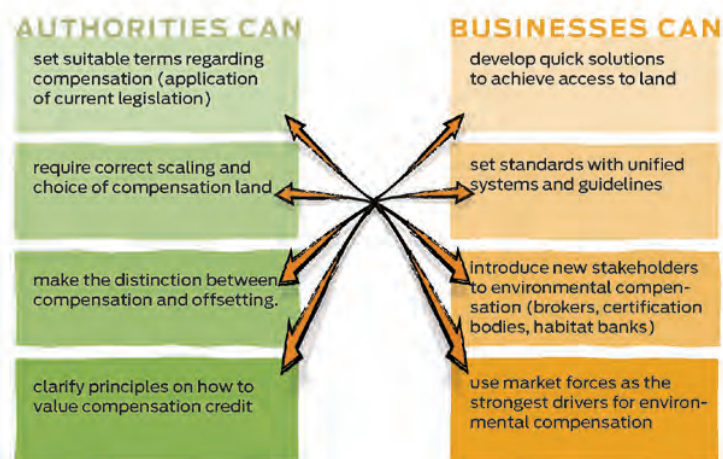 AUTHORITIES CAN
set suitable terms regarding
compensation (application
of current legislation)
require correct scaling and
choice of compensation land
make the distinction between
compensation and offsetting.
clarify principles on how to
value compensation credit
BUSINESSES CAN
develop quick solutions
to achieve access to land
set standards with unified
systems and guidelines
introduce new stakeholders
to environmental compen-
sation (brokers, certification
bodies, habitat banks)
use market forces as the
strongest drivers for environ-
mental compensation